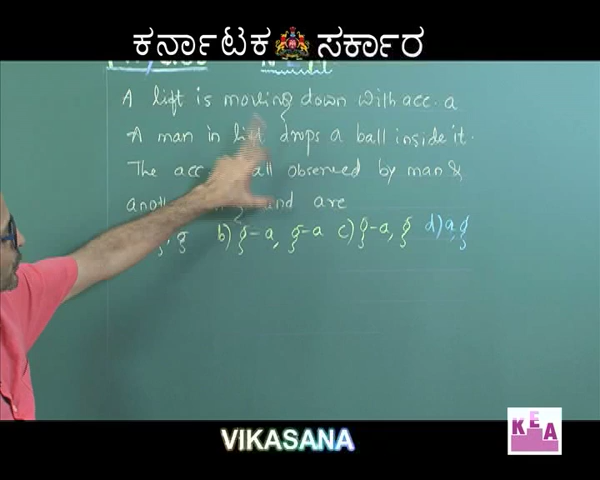 ಕರ್ನಾಟಕ ಸರ್ಕಾರ
A lift is moving down with acc. a
A man in lift drops a ball inside it.
The acc all observed by man &
and are
, g b) g-a, g-a c) g-a, g d) a, g
KEA
VIKASANA